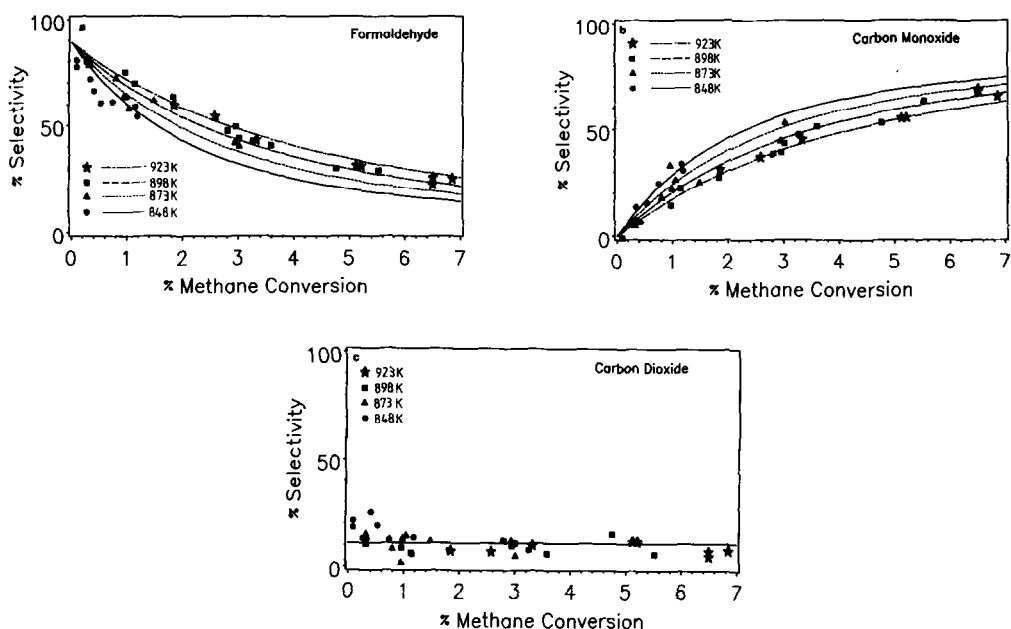 100
Formaldehyde
% Selectivity
50
★ 923K
■ 898K
▲ 873K
● 848K
0
0 1 2 3 4 5 6 7
% Methane Conversion
100
b
Carbon Monoxide
★ 923K
■ 898K
▲ 873K
● 848K
% Selectivity
50
0
0 1 2 3 4 5 6 7
% Methane Conversion
100
c
Carbon Dioxide
★ 923K
■ 898K
▲ 873K
● 848K
% Selectivity
50
0
0 1 2 3 4 5 6 7
% Methane Conversion